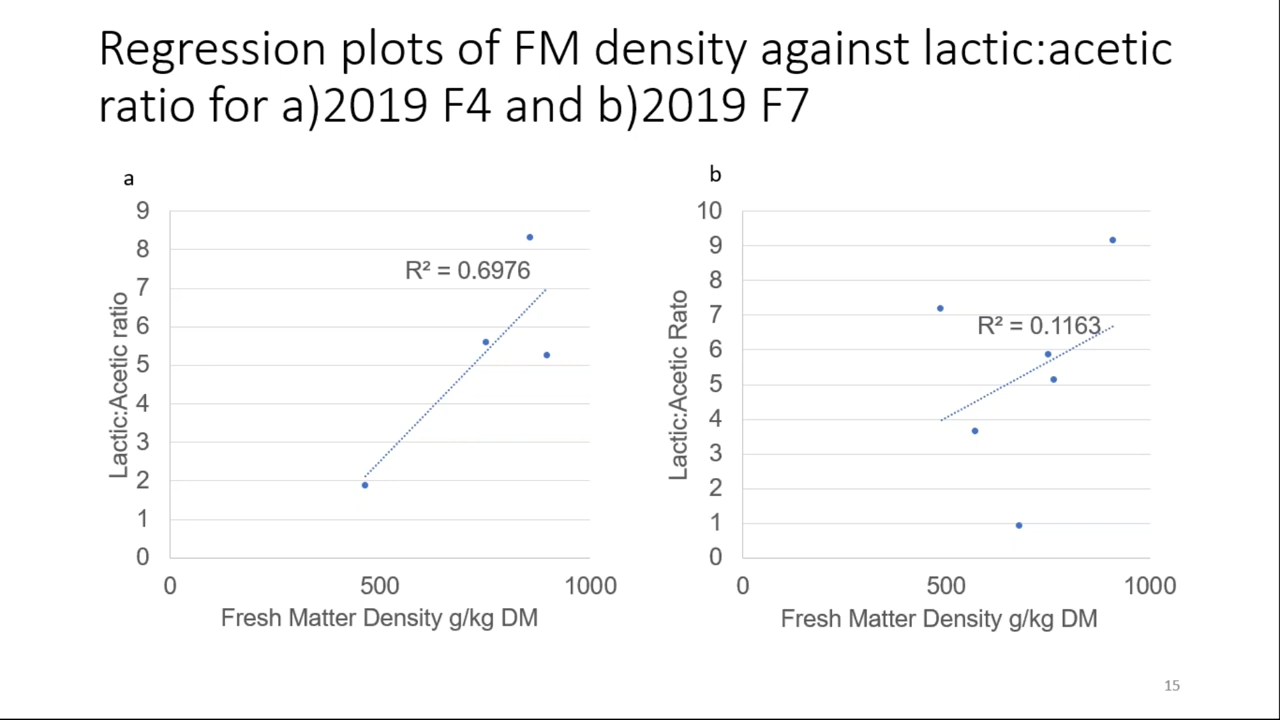 Regression plots of FM density against lactic:acetic
ratio for a)2019 F4 and b)2019 F7
a
9
8
7
6
5
4
3
2
1
0
R² = 0.6976
Lactic:Acetic ratio
0 500 1000
Fresh Matter Density g/kg DM
b
10
9
8
7
6
5
4
3
2
1
0
R² = 0.1163
Lactic:Acetic Rato
0 500 1000
Fresh Matter Density g/kg DM
15